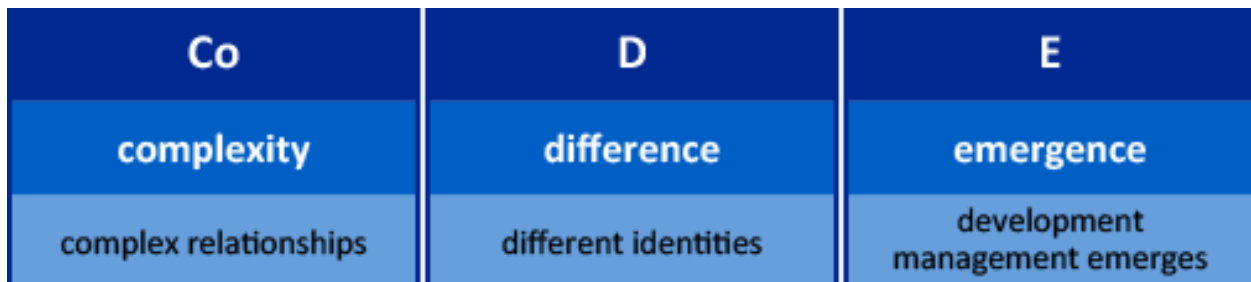 Co
D
E
complexity
difference
emergence
complex relationships
different identities
development
management emerges